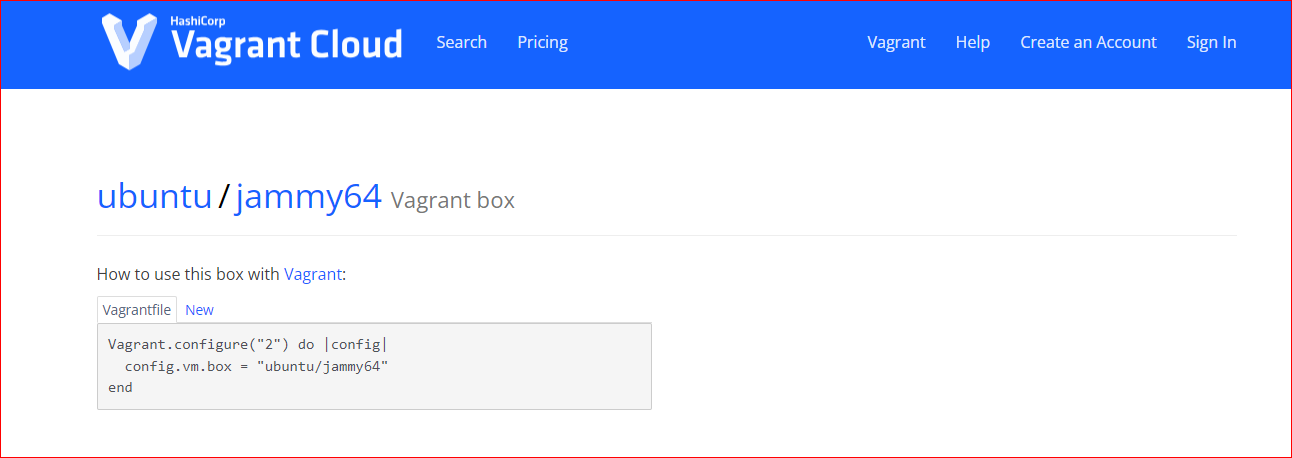 HashiCorp
Vagrant Cloud Search Pricing Vagrant Help Create an Account Sign In
ubuntu/jammy64 Vagrant box
How to use this box with Vagrant:
Vagrantfile New
Vagrant.configure("2") do |config|
  config.vm.box = "ubuntu/jammy64"
end